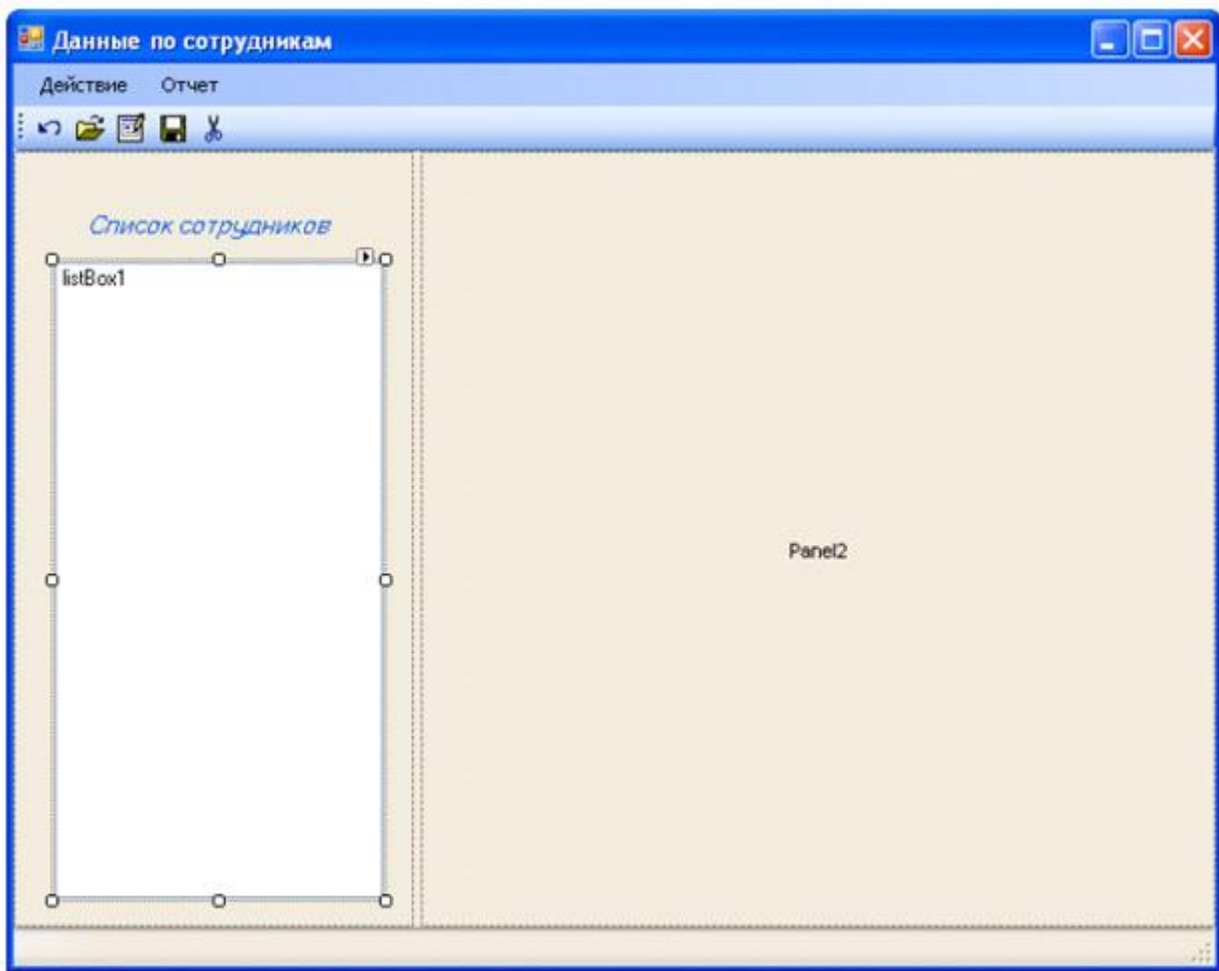 Данные по сотрудникам
Действие Отчет
Список сотрудников
listBox1
Panel2